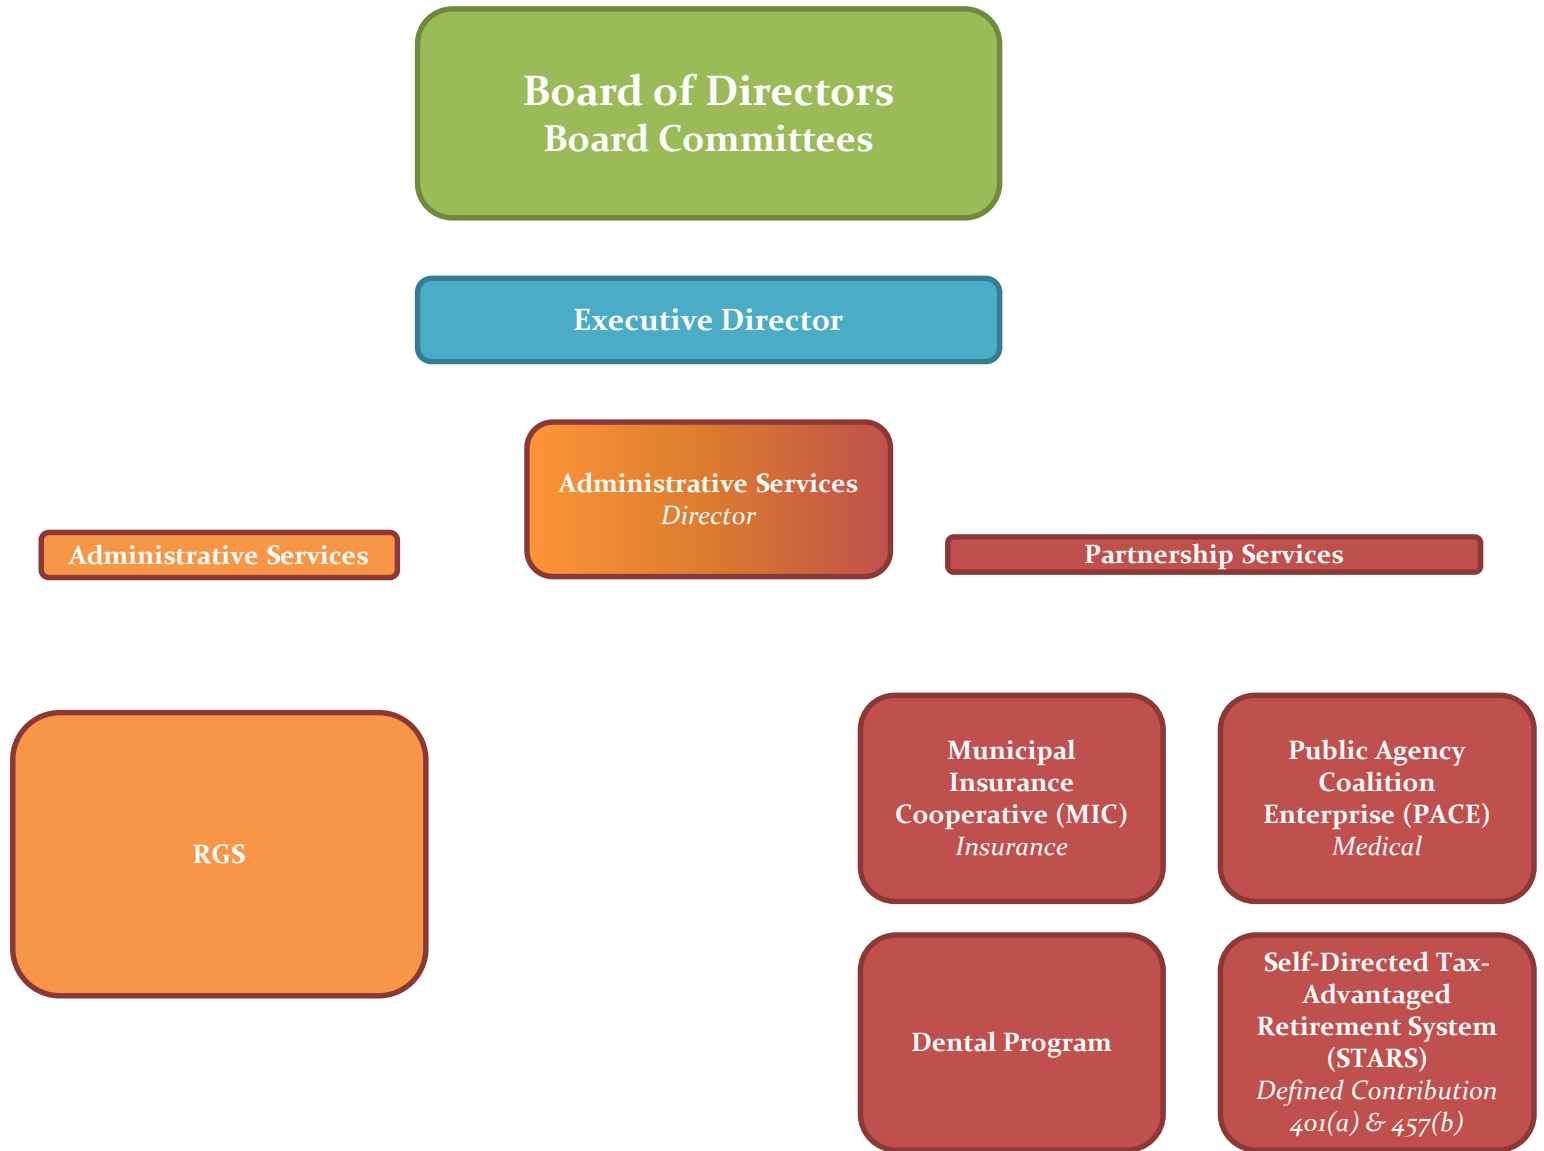 Board of Directors
Board Committees
Executive Director
Administrative Services
Director
Administrative Services
Partnership Services
RGS
Municipal
Insurance
Cooperative (MIC)
Insurance
Public Agency
Coalition
Enterprise (PACE)
Medical
Dental Program
Self-Directed Tax-
Advantaged
Retirement System
(STARS)
Defined Contribution
401(a) & 457(b)